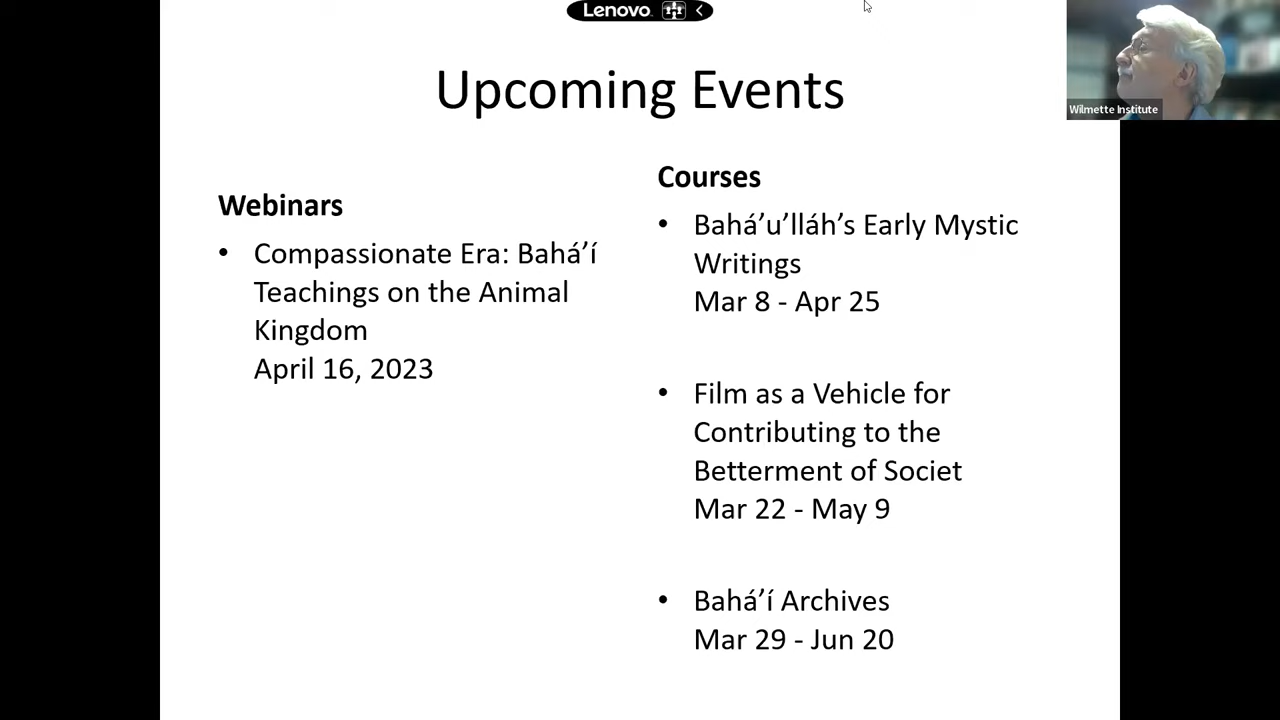 Lenovo
Wilmette Institute
Upcoming Events
Webinars
• Compassionate Era: Bahá’í
Teachings on the Animal
Kingdom
April 16, 2023
Courses
• Bahá’u’lláh’s Early Mystic
Writings
Mar 8 - Apr 25
• Film as a Vehicle for
Contributing to the
Betterment of Societ
Mar 22 - May 9
• Bahá’í Archives
Mar 29 - Jun 20